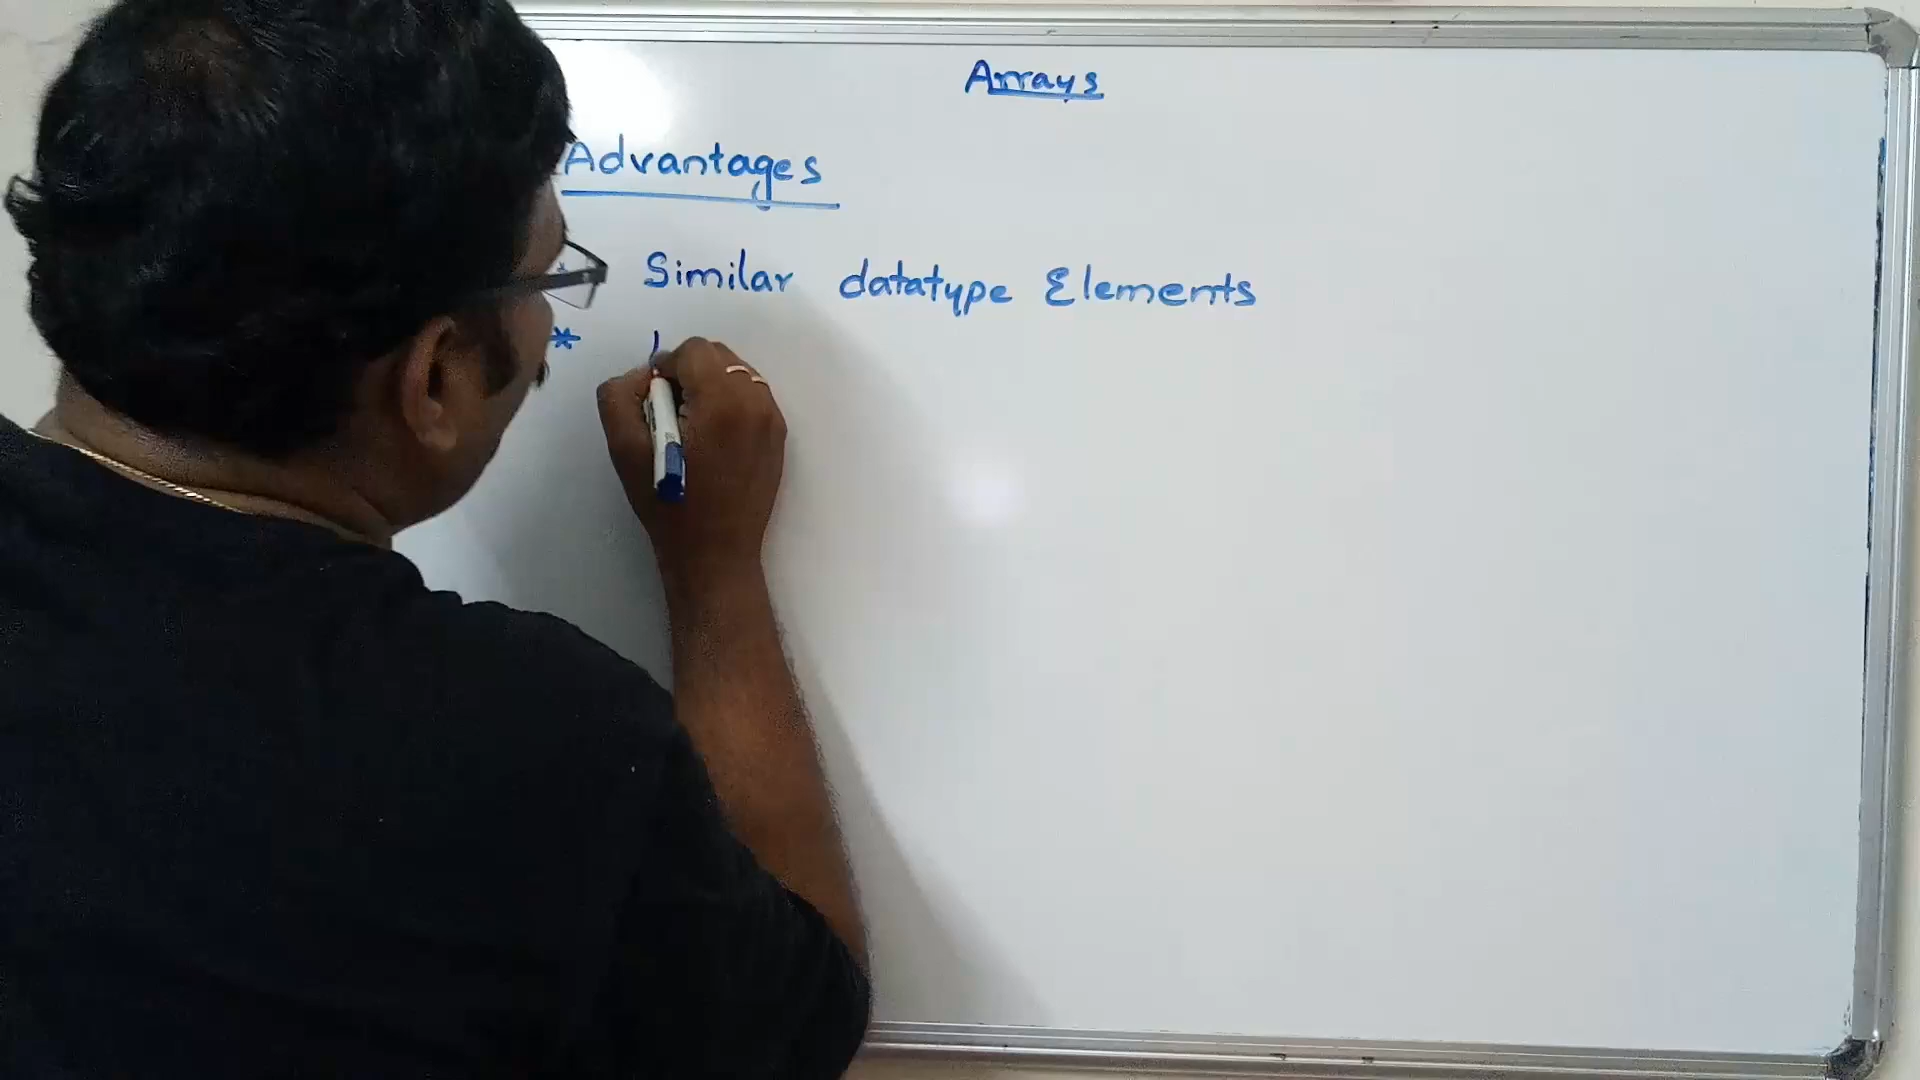 Arrays
Advantages
* Similar datatype Elements
*